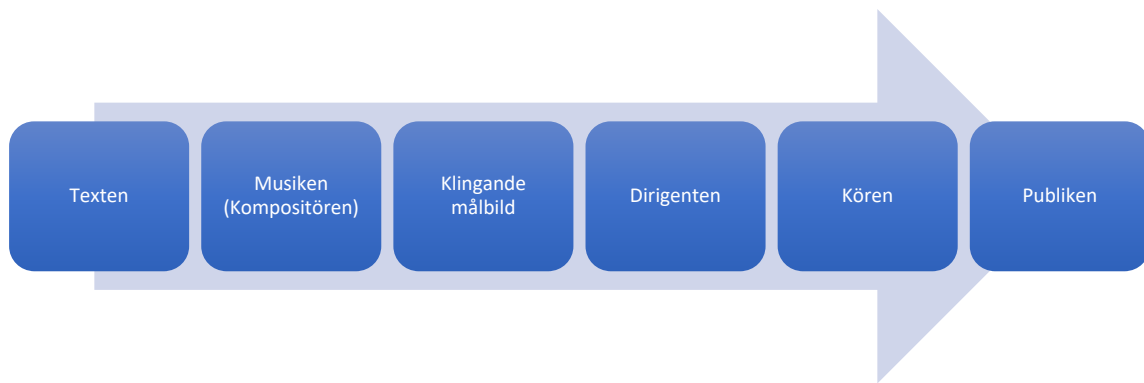 Texten
Musiken
(Kompositören)
Klingande
målbild
Dirigenten
Kören
Publiken